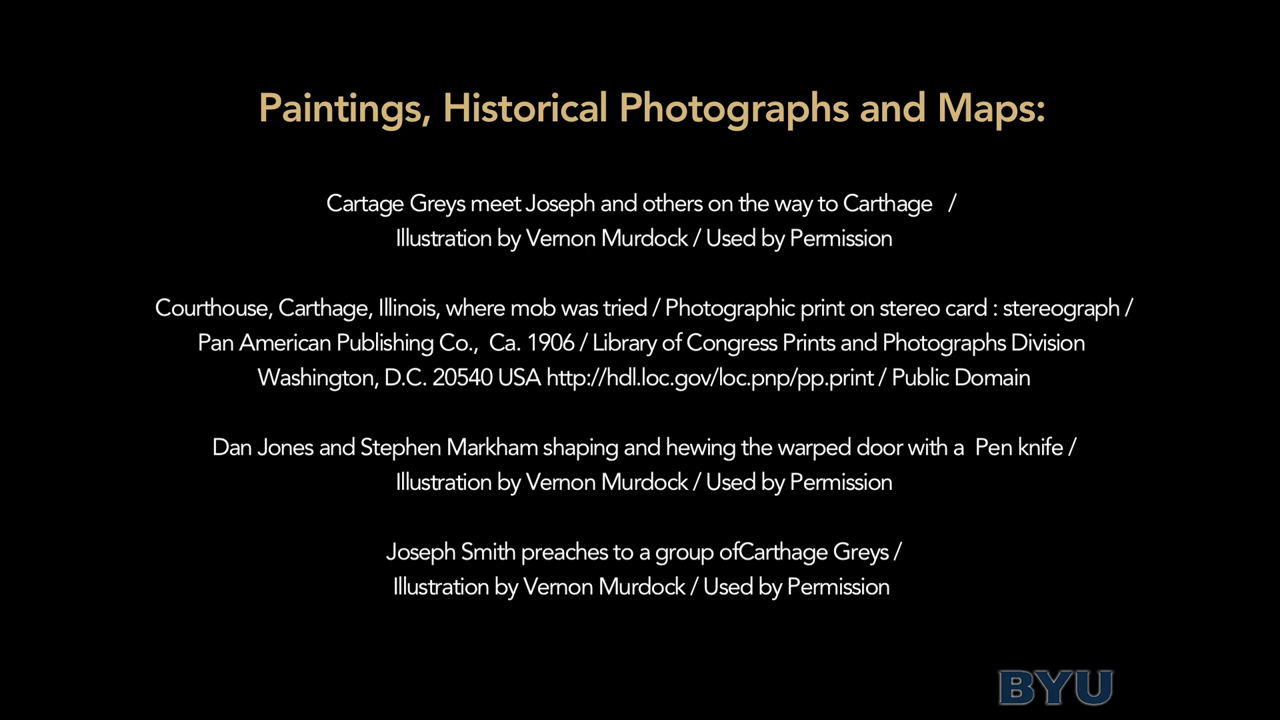 Paintings, Historical Photographs and Maps:
Cartage Greys meet Joseph and others on the way to Carthage /
Illustration by Vernon Murdock / Used by Permission
Courthouse, Carthage, Illinois, where mob was tried / Photographic print on stereo card : stereograph /
Pan American Publishing Co., Ca. 1906 / Library of Congress Prints and Photographs Division
Washington, D.C. 20540 USA http://hdl.loc.gov/loc.pnp/pp.print / Public Domain
Dan Jones and Stephen Markham shaping and hewing the warped door with a Pen knife /
Illustration by Vernon Murdock / Used by Permission
Joseph Smith preaches to a group ofCarthage Greys /
Illustration by Vernon Murdock / Used by Permission
BYU